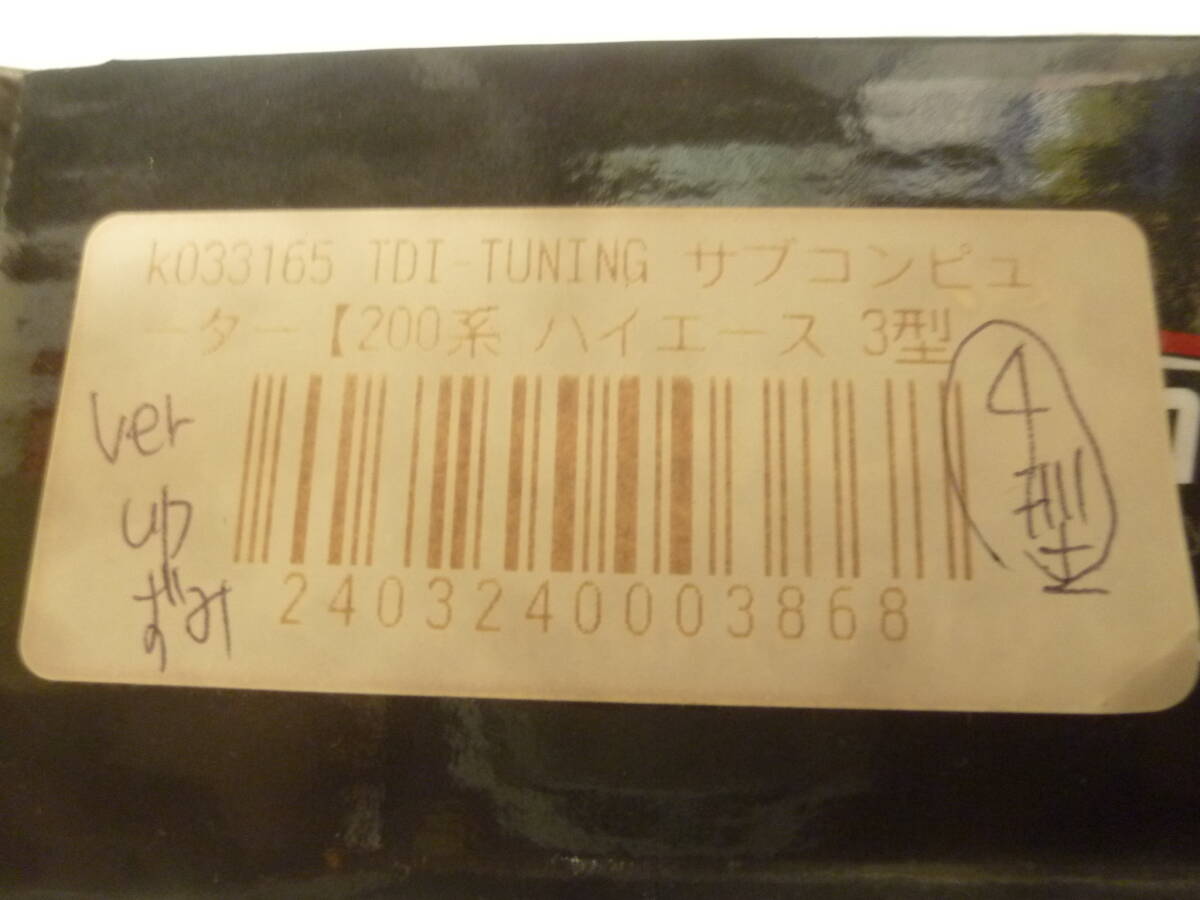 k033165 TDI-TUNING サブコンピュ
ーター【200系 ハイエース 3型
4型
ver
up
ずみ
2403240003868